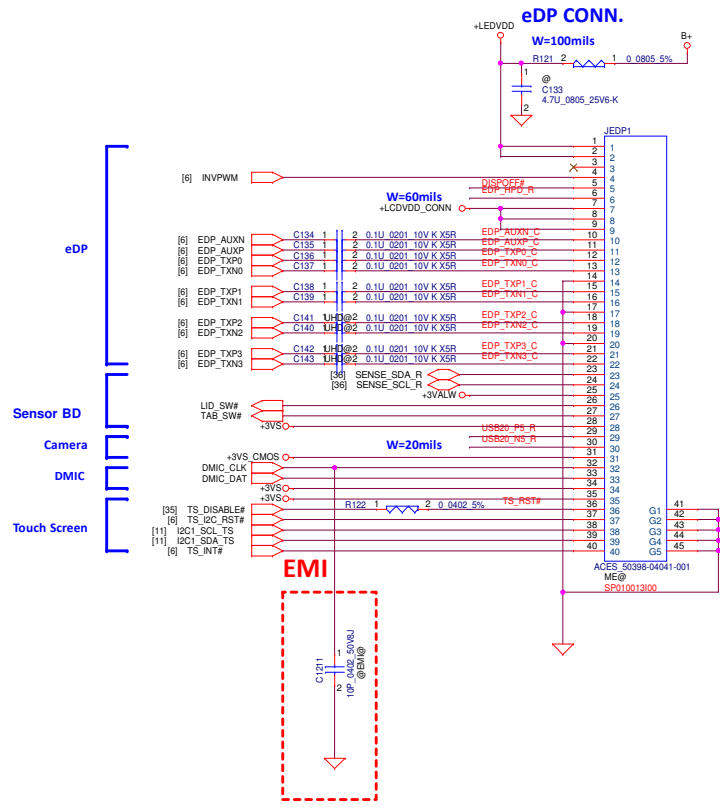 eDP CONN.
+LEDVDD
W=100mils
B+
R121 2 1 0_0805_5%
1
@
C133
4.7U_0805_25V6-K
2
JEDP1
1 1
2 2
3 3
[6] INVPWM 4 4
DISPOFF# 5 5
EDP_HPD_R 6 6
W=60mils
+LCDVDD_CONN 7 7
8 8
9 9
eDP
[6] EDP_AUXN C134 1 2 0.1U_0201_10V K X5R EDP_AUXN_C 10 10
[6] EDP_AUXP C135 1 2 0.1U_0201_10V K X5R EDP_AUXP_C 11 11
[6] EDP_TXP0 C136 1 2 0.1U_0201_10V K X5R EDP_TXP0_C 12 12
[6] EDP_TXN0 C137 1 2 0.1U_0201_10V K X5R EDP_TXN0_C 13 13
14 14
[6] EDP_TXP1 C138 1 2 0.1U_0201_10V K X5R EDP_TXP1_C 15 15
[6] EDP_TXN1 C139 1 2 0.1U_0201_10V K X5R EDP_TXN1_C 16 16
17 17
[6] EDP_TXP2 C141 1 UHD@ 2 0.1U_0201_10V K X5R EDP_TXP2_C 18 18
[6] EDP_TXN2 C140 1 UHD@ 2 0.1U_0201_10V K X5R EDP_TXN2_C 19 19
20 20
[6] EDP_TXP3 C142 1 UHD@ 2 0.1U_0201_10V K X5R EDP_TXP3_C 21 21
[6] EDP_TXN3 C143 1 UHD@ 2 0.1U_0201_10V K X5R EDP_TXN3_C 22 22
[36] SENSE_SDA_R 23 23
[36] SENSE_SCL_R 24 24
+3VALW 25 25
Sensor BD
LID_SW# 26 26
TAB_SW# 27 27
+3VS 28 28
Camera
USB20_P5_R 29 29
W=20mils
USB20_N5_R 30 30
+3VS_CMOS 31 31
DMIC
DMIC_CLK 32 32
DMIC_DAT 33 33
+3VS 34 34
+3VS 35 35
Touch Screen
[35] TS_DISABLE# R122 1 2 0_0402_5% TS_RST# 36 36
[6] TS_I2C_RST# 37 37
[11] I2C1_SCL_TS 38 38
[11] I2C1_SDA_TS 39 39
[6] TS_INT# 40 40
G1 41
G2 42
G3 43
G4 44
G5 45
ACES_50398-04041-001
ME@
SP010013I00
EMI
C1211
1
2
10P_0402_50V8J
@EMI@